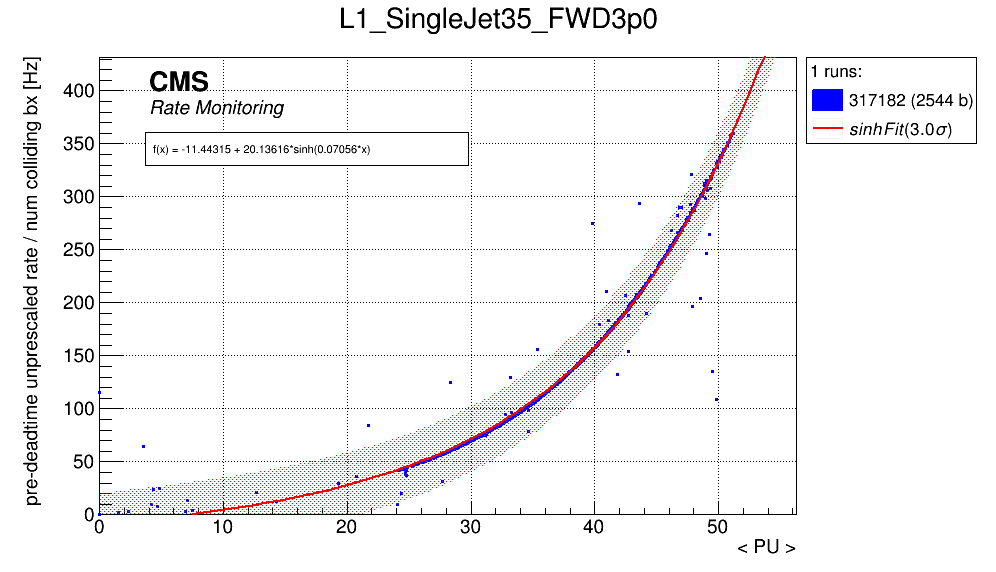 L1_SingleJet35_FWD3p0
pre-deadtime unprescaled rate / num colliding bx [Hz]
CMS
Rate Monitoring
f(x) = -11.44315 + 20.13616*sinh(0.07056*x)
400
350
300
250
200
150
100
50
0
0 10 20 30 40 50
< PU >
1 runs:
317182 (2544 b)
sinhFit(3.0σ)